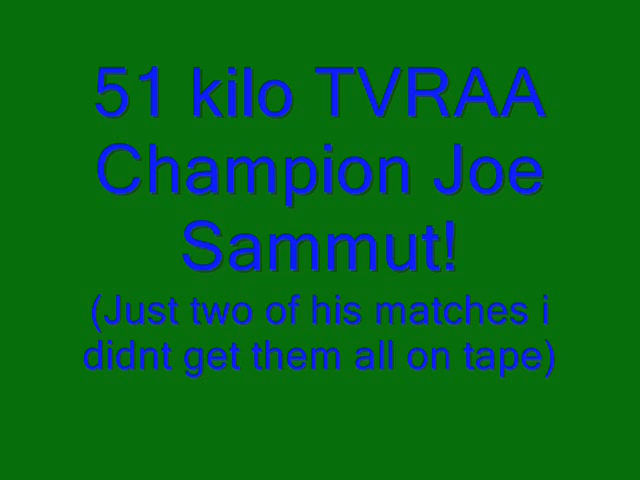 51 kilo TVRAA
Champion Joe
Sammut!
(Just two of his matches i
didnt get them all on tape)